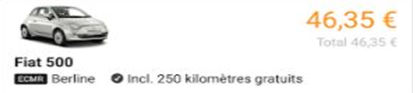 46,35 €
Total 46,35 €
Fiat 500
ECMR Berline Incl. 250 kilomètres gratuits